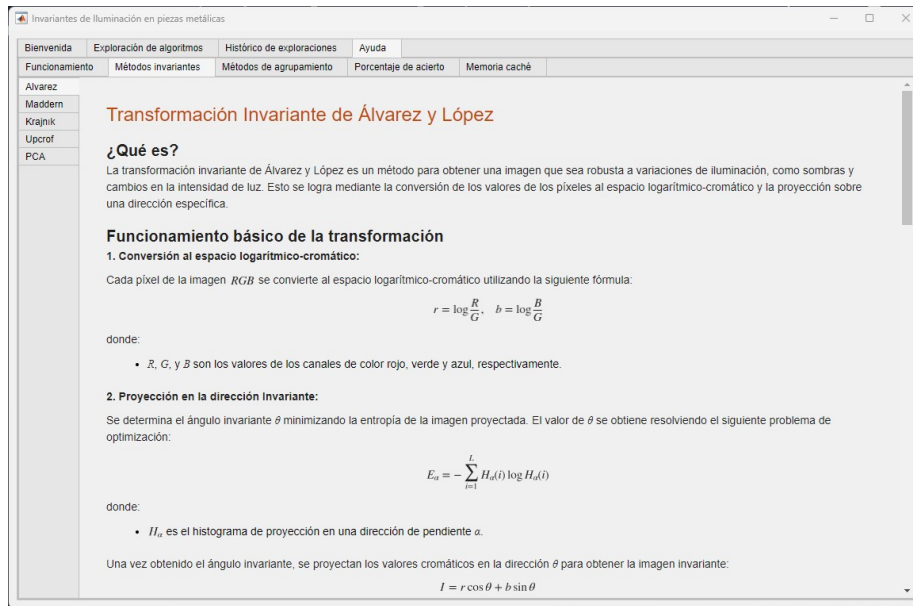 Invariantes de Iluminación en piezas metálicas
Bienvenida Exploración de algoritmos Histórico de exploraciones Ayuda
Funcionamiento Métodos invariantes Métodos de agrupamiento Porcentaje de acierto Memoria caché
Alvarez
Maddern
Krajnik
Upcrof
PCA
Transformación Invariante de Álvarez y López
¿Qué es?
La transformación invariante de Álvarez y López es un método para obtener una imagen que sea robusta a variaciones de iluminación, como sombras y
cambios en la intensidad de luz. Esto se logra mediante la conversión de los valores de los píxeles al espacio logarítmico-cromático y la proyección sobre
una dirección específica.
Funcionamiento básico de la transformación
1. Conversión al espacio logarítmico-cromático:
Cada píxel de la imagen RGB se convierte al espacio logarítmico-cromático utilizando la siguiente fórmula:
r = log R/G, b = log B/G
donde:
• R, G, y B son los valores de los canales de color rojo, verde y azul, respectivamente.
2. Proyección en la dirección Invariante:
Se determina el ángulo invariante θ minimizando la entropía de la imagen proyectada. El valor de θ se obtiene resolviendo el siguiente problema de
optimización:
E_α = − ∑_{i=1}^{L} H_α(i) log H_α(i)
donde:
• H_α es el histograma de proyección en una dirección de pendiente α.
Una vez obtenido el ángulo invariante, se proyectan los valores cromáticos en la dirección θ para obtener la imagen invariante:
I = r cos θ + b sin θ